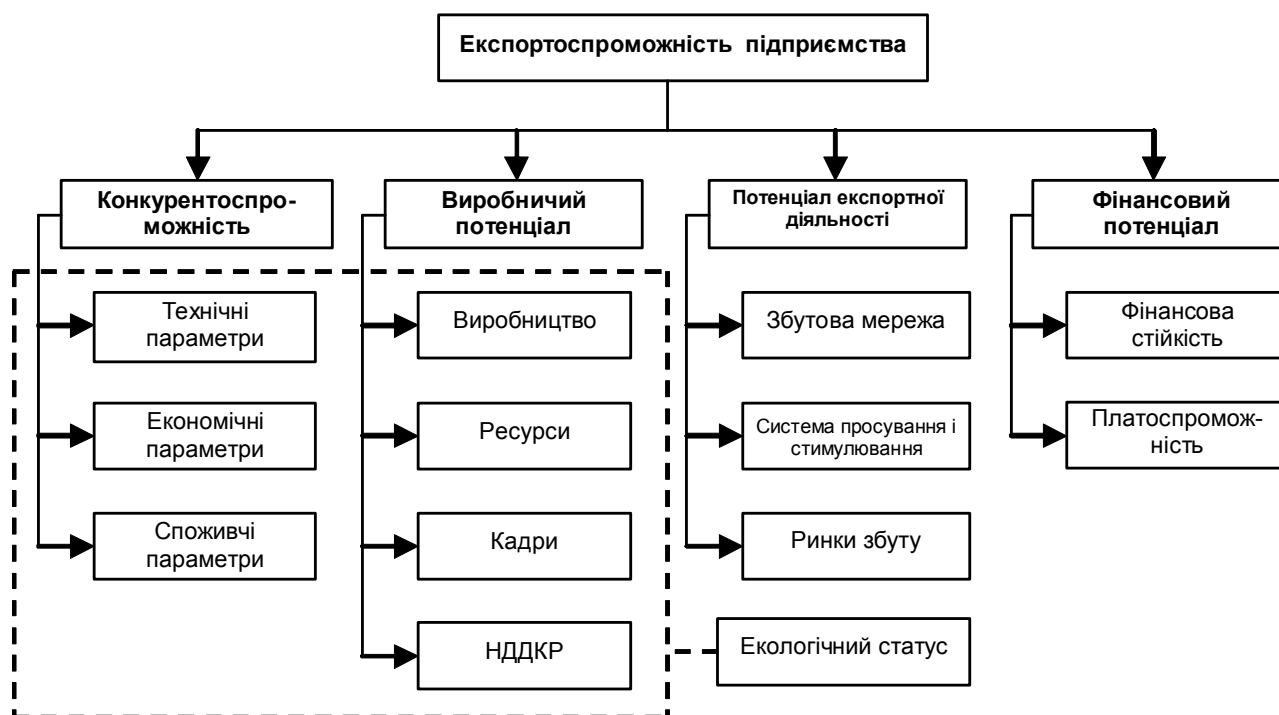 Експортоспроможність підприємства
Конкурентоспро-
можність
Виробничий
потенціал
Потенціал експортної
діяльності
Фінансовий
потенціал
Технічні
параметри
Виробництво
Збутова мережа
Фінансова
стійкість
Економічні
параметри
Ресурси
Система просування і
стимулювання
Платоспромож-
ність
Споживчі
параметри
Кадри
Ринки збуту
НДДКР
Екологічний статус